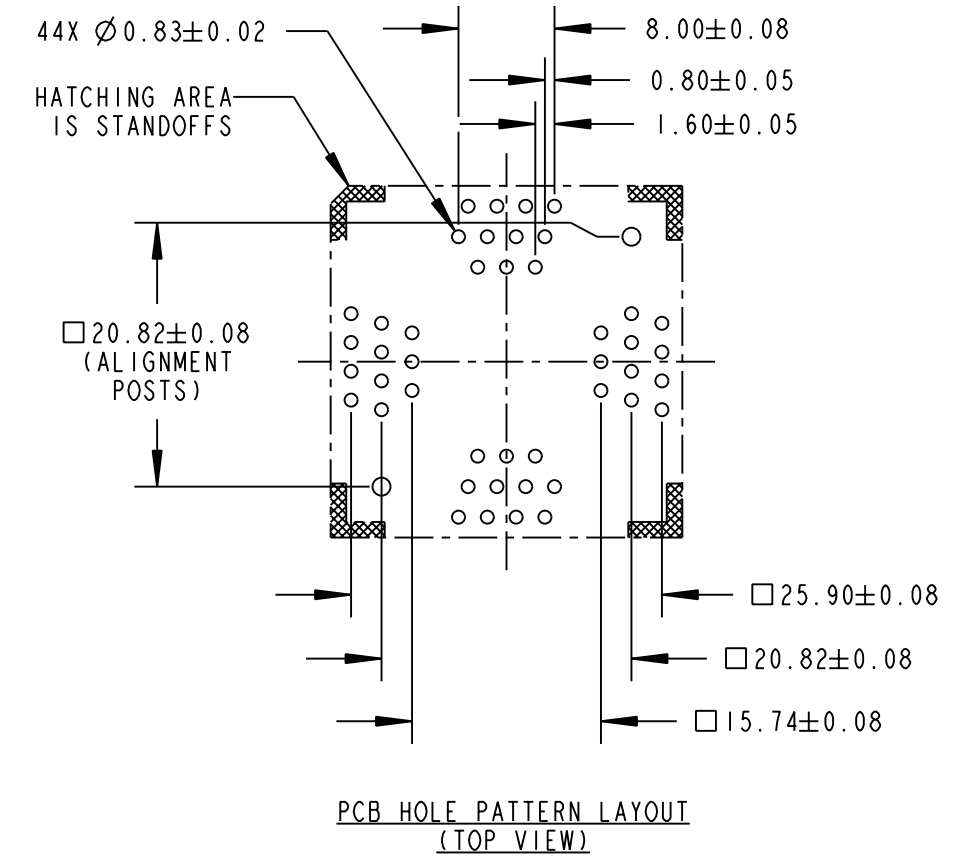 44X Ø0.83±0.02
8.00±0.08
0.80±0.05
HATCHING AREA
IS STANDOFFS
1.60±0.05
□20.82±0.08
(ALIGNMENT
POSTS)
□25.90±0.08
□20.82±0.08
□15.74±0.08
PCB HOLE PATTERN LAYOUT
(TOP VIEW)